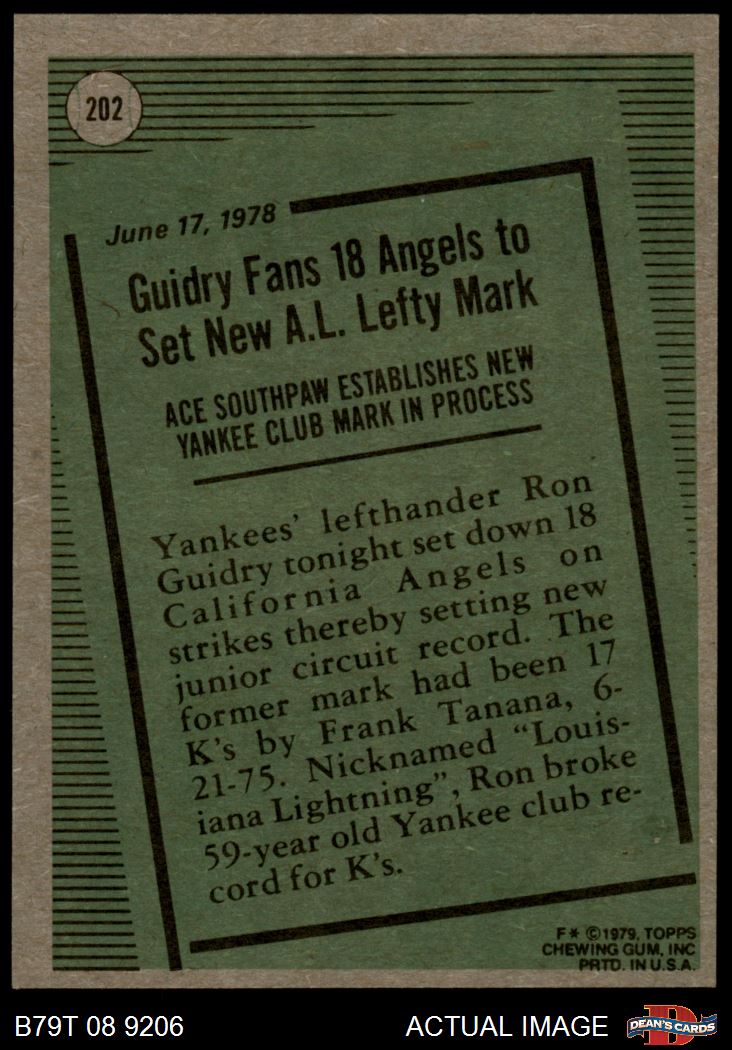 202
June 17, 1978
Guidry Fans 18 Angels to
Set New A.L. Lefty Mark
ACE SOUTHPAW ESTABLISHES NEW
YANKEE CLUB MARK IN PROCESS
Yankees' lefthander Ron
Guidry tonight set down 18
California Angels on
strikes thereby setting new
junior circuit record. The
former mark had been 17
K's by Frank Tanana, 6-
21-75. Nicknamed "Louis-
iana Lightning", Ron broke
59-year old Yankee club re-
cord for K's.
F* ©1979, TOPPS
CHEWING GUM, INC
PRTD. IN U.S.A.
B79T 08 9206
ACTUAL IMAGE
D
DEAN'S CARDS